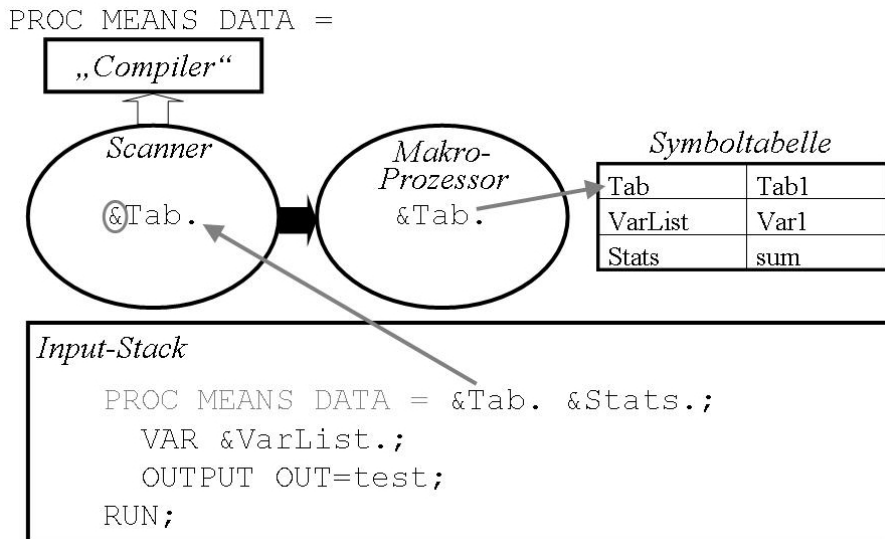 PROC MEANS DATA =
„Compiler“
Scanner
&Tab.
Makro-
Prozessor
&Tab.
Symboltabelle
Tab Tab1
VarList Var1
Stats sum
Input-Stack
PROC MEANS DATA = &Tab. &Stats.;
VAR &VarList.;
OUTPUT OUT=test;
RUN;